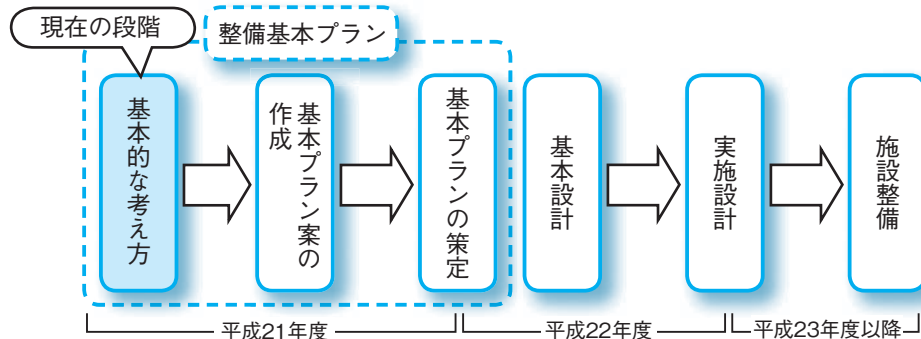 現在の段階
整備基本プラン
基本的な考え方
基本プラン案の
作成
基本プランの策定
基本設計
実施設計
施設整備
平成21年度
平成22年度
平成23年度以降